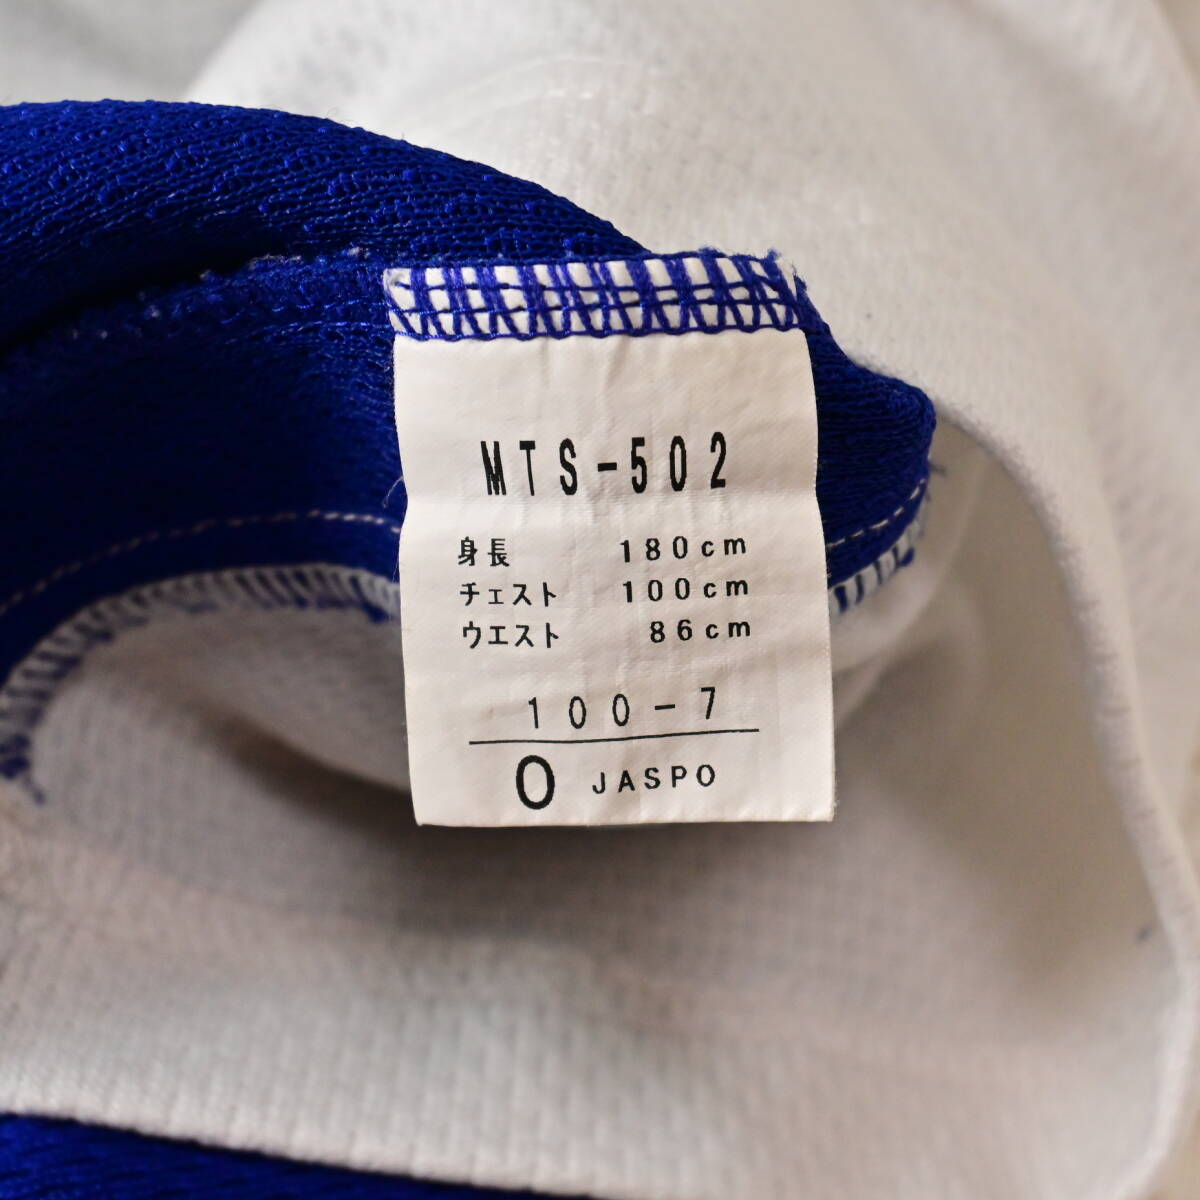 MTS-502
身長 180cm
チェスト 100cm
ウエスト 86cm
100-7
O JASPO